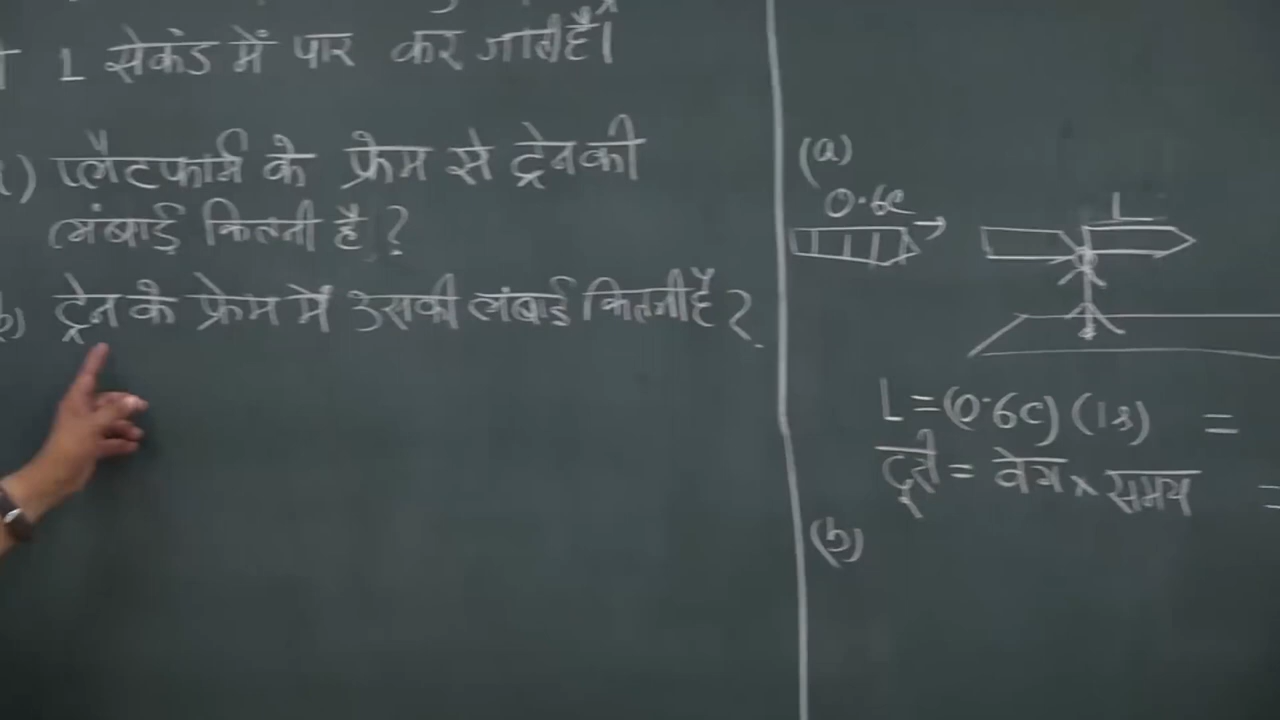 1 सेकंड में पार कर जाती है।
) प्लैटफार्म के फ्रेम से ट्रेन की
लंबाई कितनी है?
b) ट्रेन के फ्रेम में उसकी लंबाई कितनी है?
(a)
0.6c
L
L = (0.6c) (1s) =
दूरी = वेग × समय =
(b)